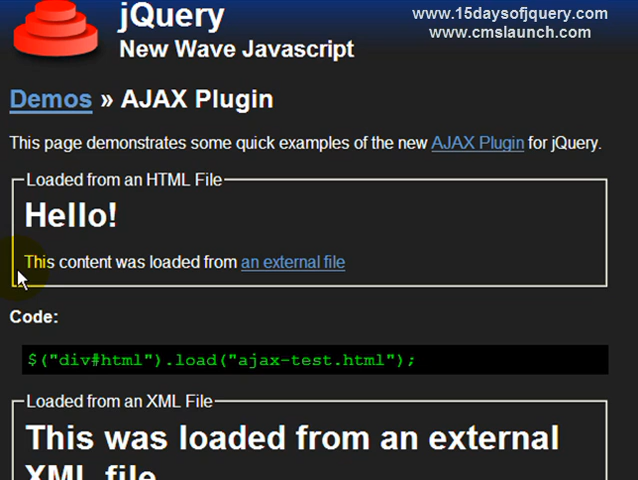 jQuery
www.15daysofjquery.com
www.cmslaunch.com
New Wave Javascript
Demos » AJAX Plugin
This page demonstrates some quick examples of the new AJAX Plugin for jQuery.
Loaded from an HTML File
Hello!
This content was loaded from an external file
Code:
$("div#html").load("ajax-test.html");
Loaded from an XML File
This was loaded from an external
XML file